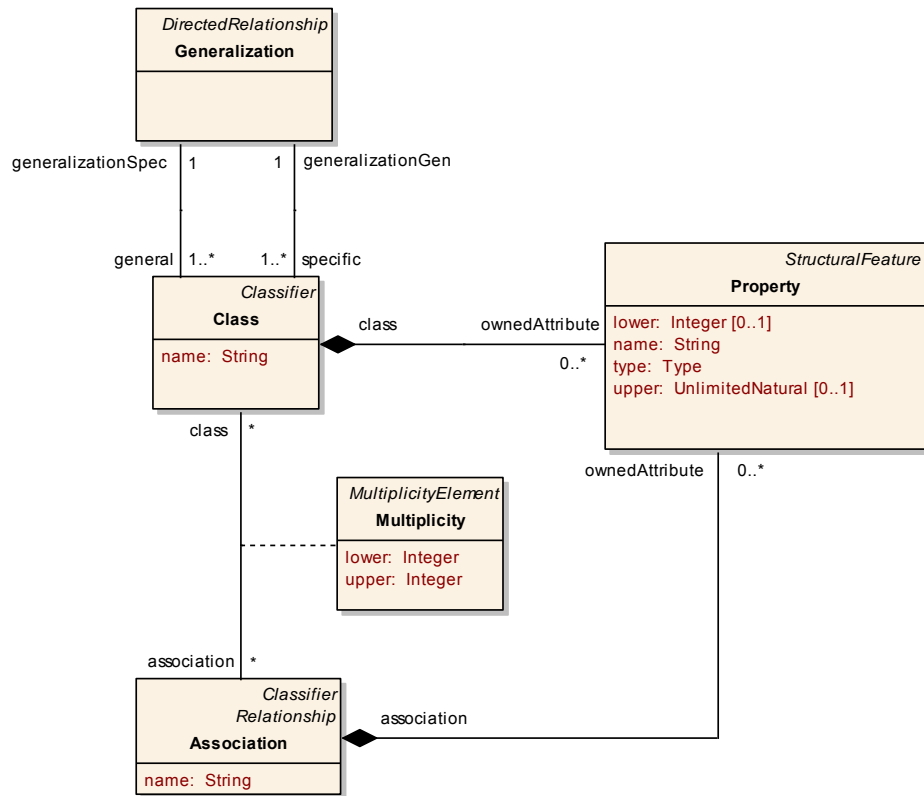 DirectedRelationship
Generalization
generalizationSpec 1 1 generalizationGen
general 1..* 1..* specific
Classifier
Class
name: String
class ownedAttribute
0..*
StructuralFeature
Property
lower: Integer [0..1]
name: String
type: Type
upper: UnlimitedNatural [0..1]
class *
ownedAttribute 0..*
MultiplicityElement
Multiplicity
lower: Integer
upper: Integer
association *
Classifier
Relationship
Association
name: String
association